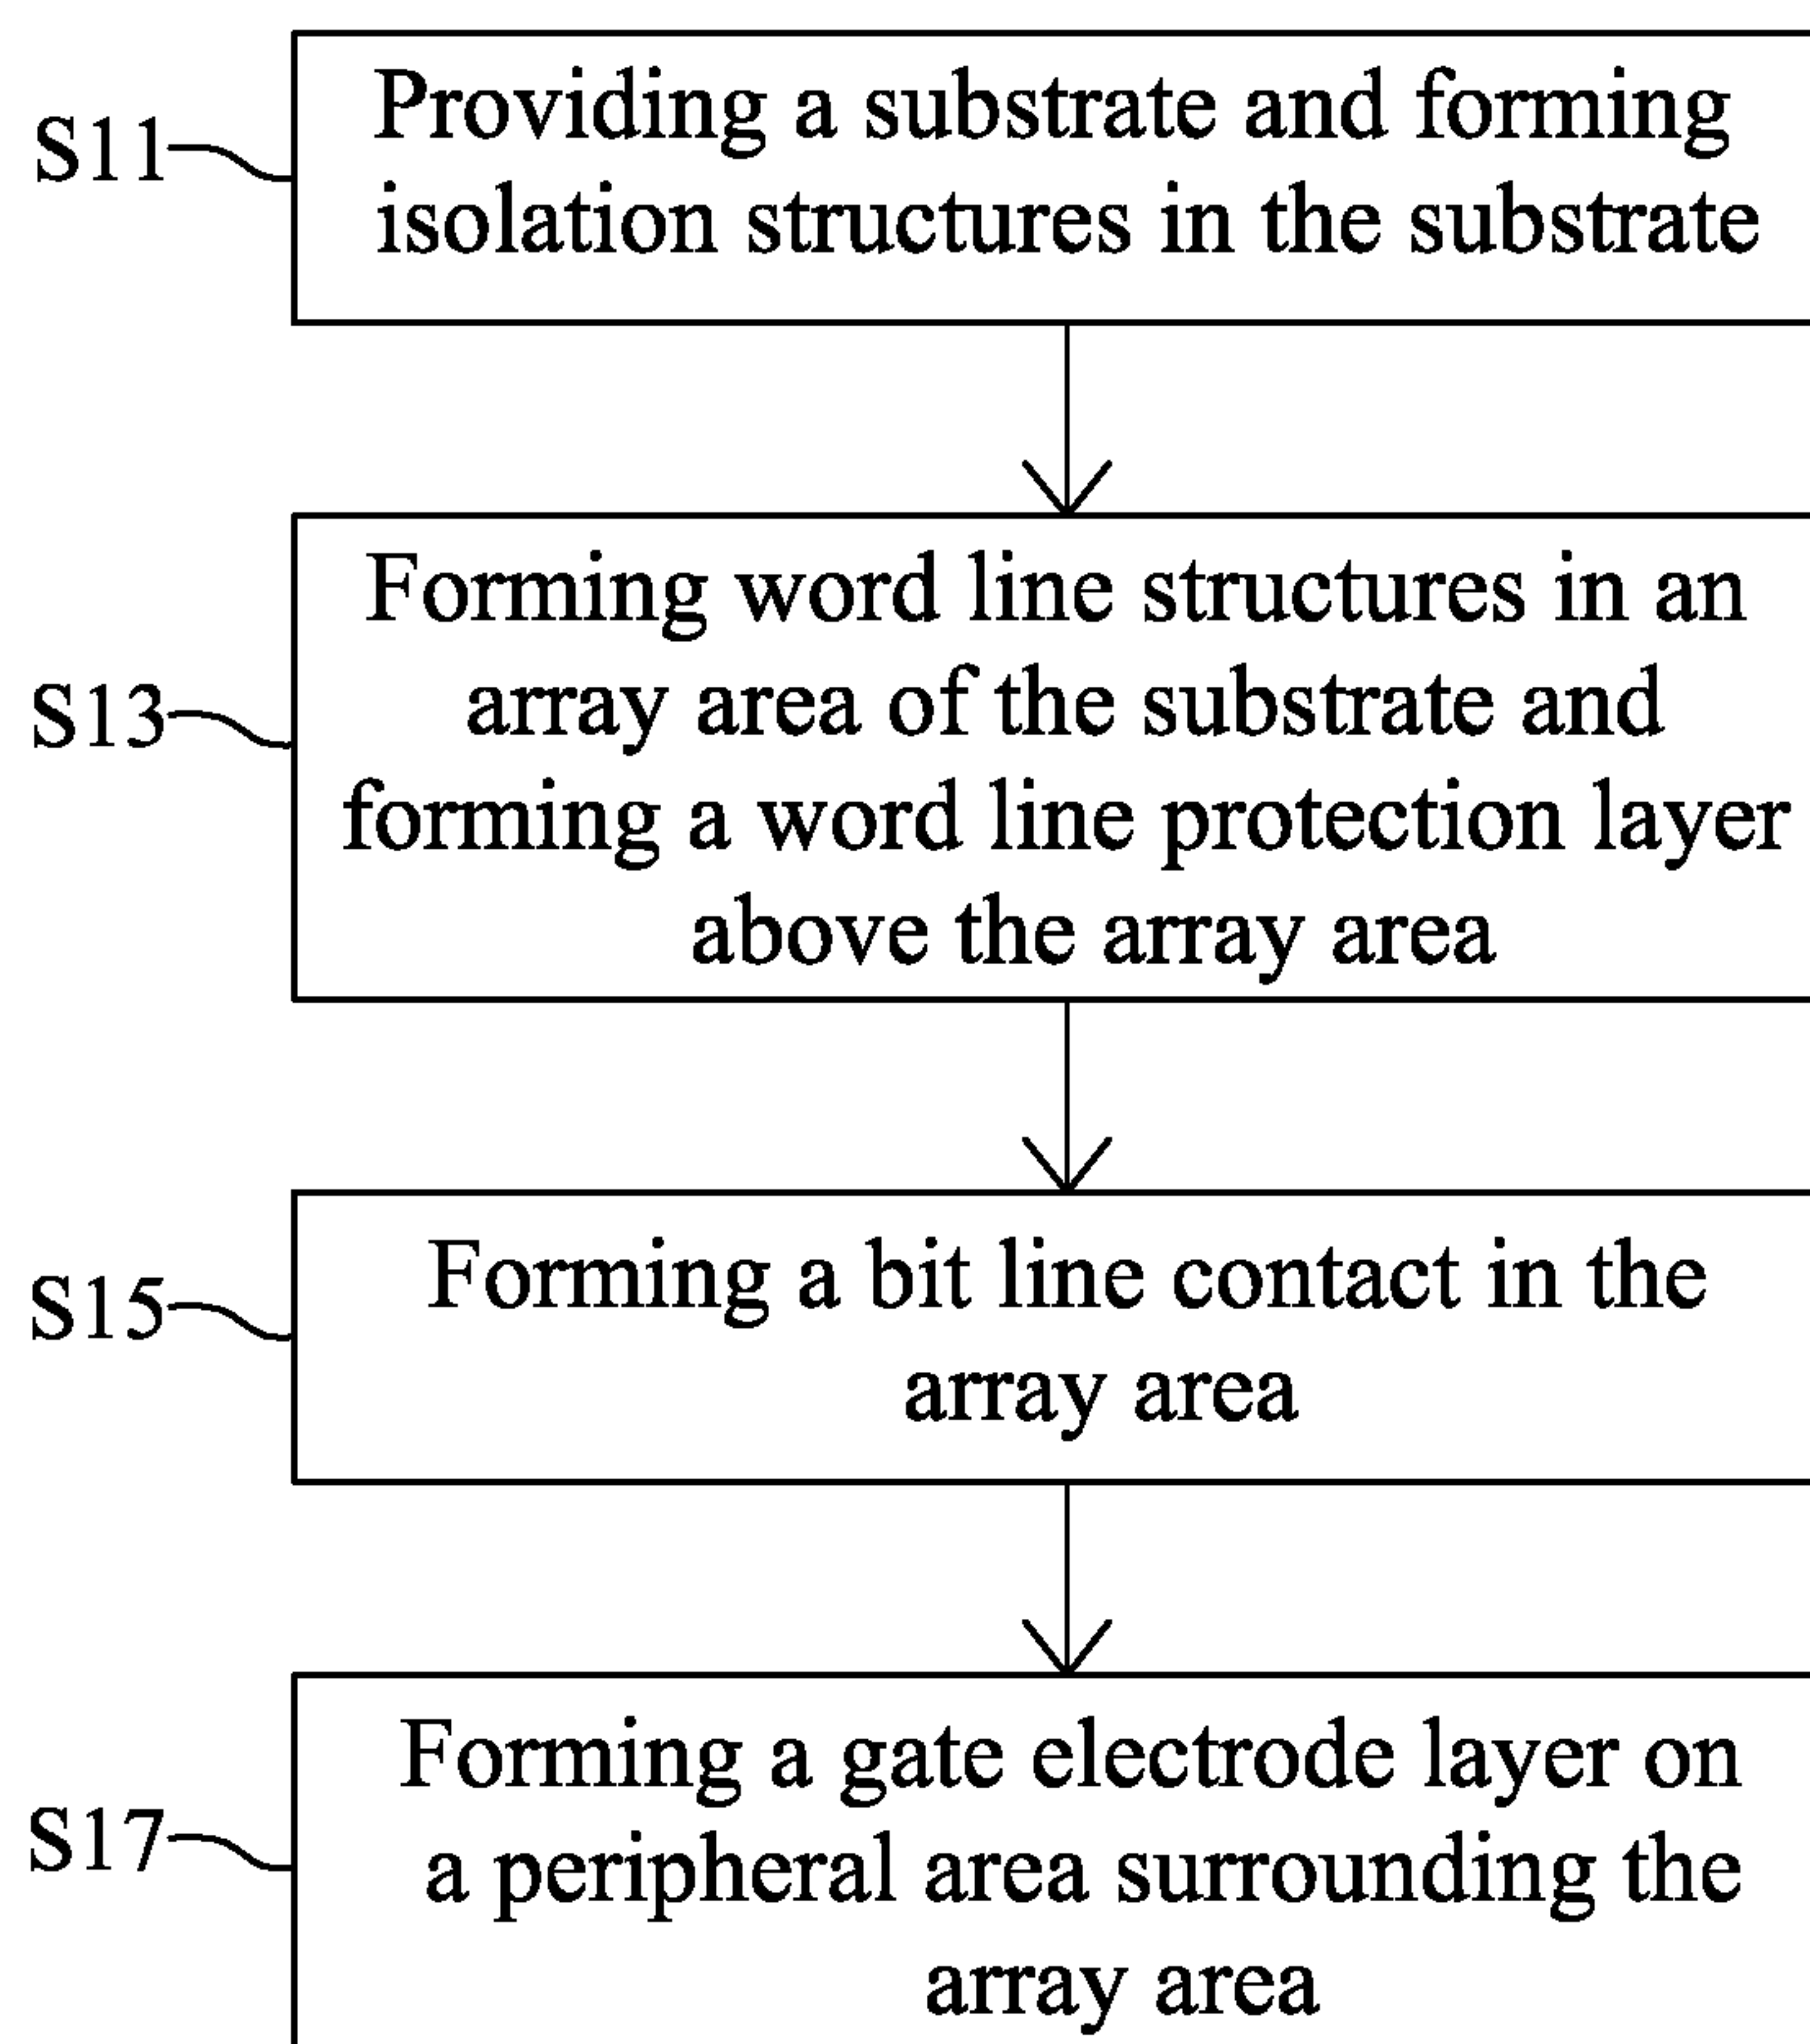 S11
Providing a substrate and forming
isolation structures in the substrate
S13
Forming word line structures in an
array area of the substrate and
forming a word line protection layer
above the array area
S15
Forming a bit line contact in the
array area
S17
Forming a gate electrode layer on
a peripheral area surrounding the
array area